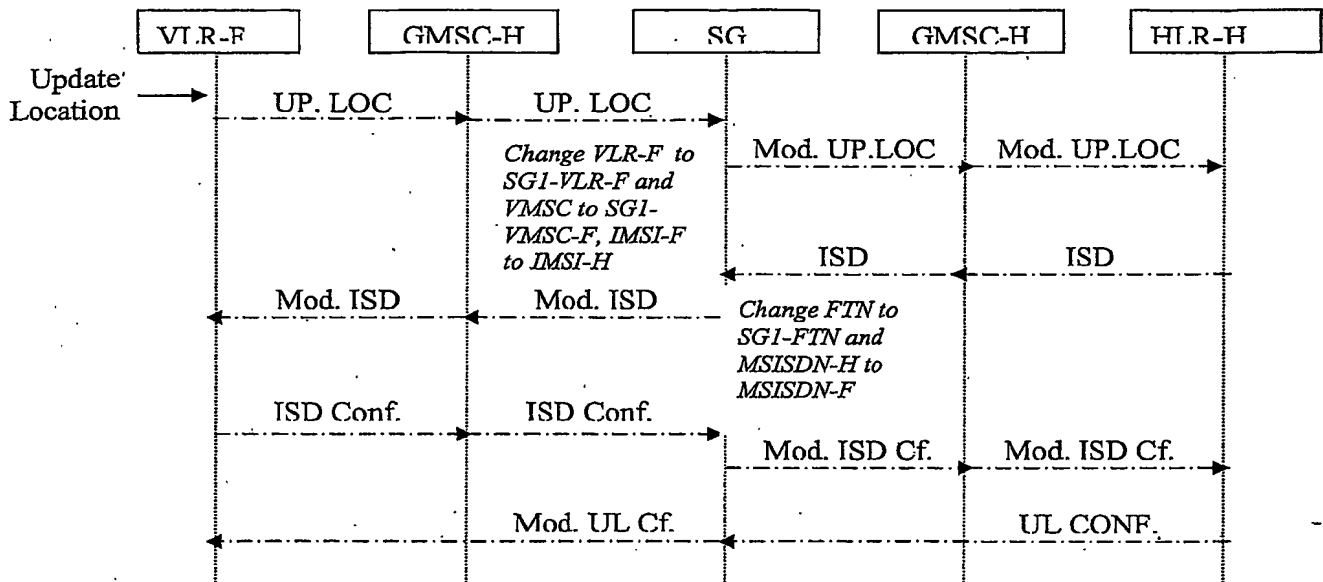 VLR-F GMSC-H SG GMSC-H HLR-H
Update
Location
UP. LOC UP. LOC
Change VLR-F to
SG1-VLR-F and
VMSC to SG1-
VMSC-F, IMSI-F
to IMSI-H
Mod. UP.LOC Mod. UP.LOC
ISD ISD
Mod. ISD Mod. ISD
Change FTN to
SG1-FTN and
MSISDN-H to
MSISDN-F
ISD Conf. ISD Conf.
Mod. ISD Cf. Mod. ISD Cf.
Mod. UL Cf. UL CONF.